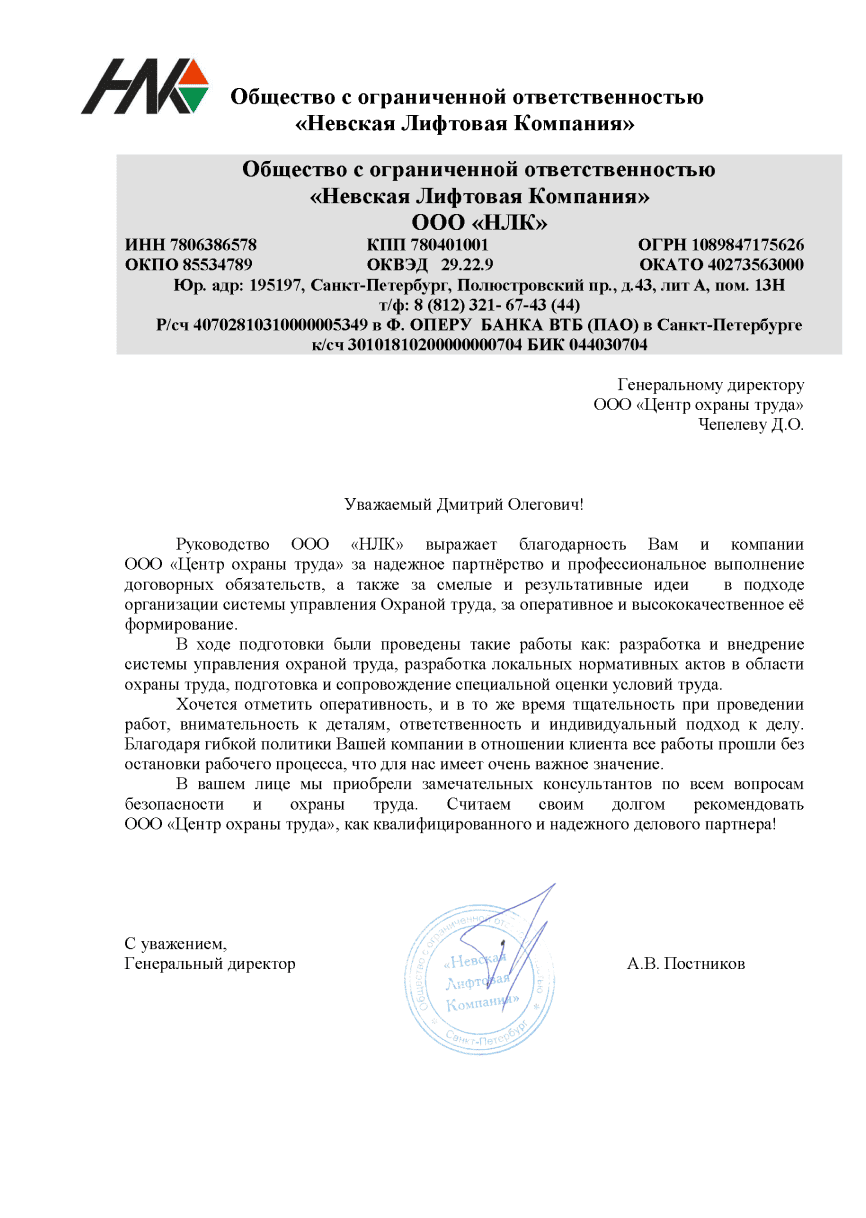 НЛК
Общество с ограниченной ответственностью
«Невская Лифтовая Компания»
Общество с ограниченной ответственностью
«Невская Лифтовая Компания»
ООО «НЛК»
ИНН 7806386578 КПП 780401001 ОГРН 1089847175626
ОКПО 85534789 ОКВЭД 29.22.9 ОКАТО 40273563000
Юр. адр: 195197, Санкт-Петербург, Полюстровский пр., д.43, лит А, пом. 13Н
т/ф: 8 (812) 321- 67-43 (44)
Р/сч 40702810310000005349 в Ф. ОПЕРУ БАНКА ВТБ (ПАО) в Санкт-Петербурге
к/сч 30101810200000000704 БИК 044030704
Генеральному директору
ООО «Центр охраны труда»
Чепелеву Д.О.
Уважаемый Дмитрий Олегович!
Руководство ООО «НЛК» выражает благодарность Вам и компании
ООО «Центр охраны труда» за надежное партнёрство и профессиональное выполнение
договорных обязательств, а также за смелые и результативные идеи в подходе
организации системы управления Охраной труда, за оперативное и высококачественное её
формирование.
В ходе подготовки были проведены такие работы как: разработка и внедрение
системы управления охраной труда, разработка локальных нормативных актов в области
охраны труда, подготовка и сопровождение специальной оценки условий труда.
Хочется отметить оперативность, и в то же время тщательность при проведении
работ, внимательность к деталям, ответственность и индивидуальный подход к делу.
Благодаря гибкой политики Вашей компании в отношении клиента все работы прошли без
остановки рабочего процесса, что для нас имеет очень важное значение.
В вашем лице мы приобрели замечательных консультантов по всем вопросам
безопасности и охраны труда. Считаем своим долгом рекомендовать
ООО «Центр охраны труда», как квалифицированного и надежного делового партнера!
С уважением,
Генеральный директор А.В. Постников
Общество с ограниченной
«Невская
Лифтовая
Компания»
Санкт-Петербург